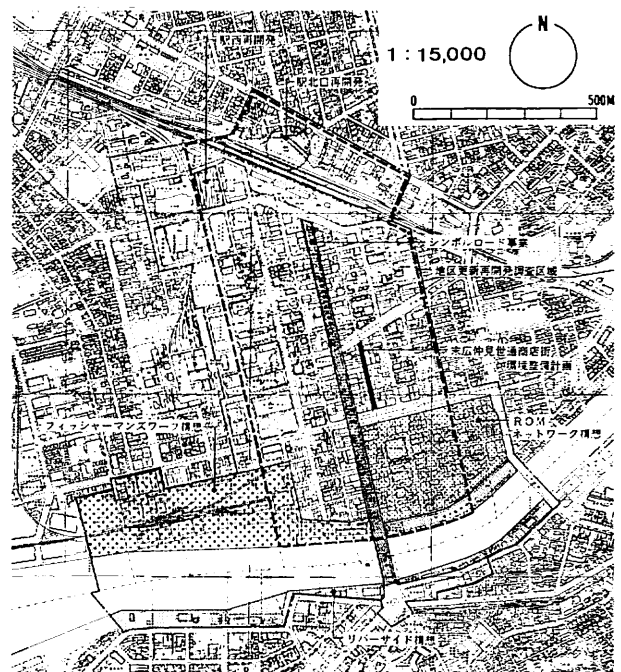 駅西再開発
駅北口再開発
1：15,000
N
0 500M
シンボルロード事業
地区更新再開発調査区域
末広仲見世通商店街
環境整備計画
フィッシャーマンズワーフ構想
ROM
ネットワーク構想
リバーサイド構想